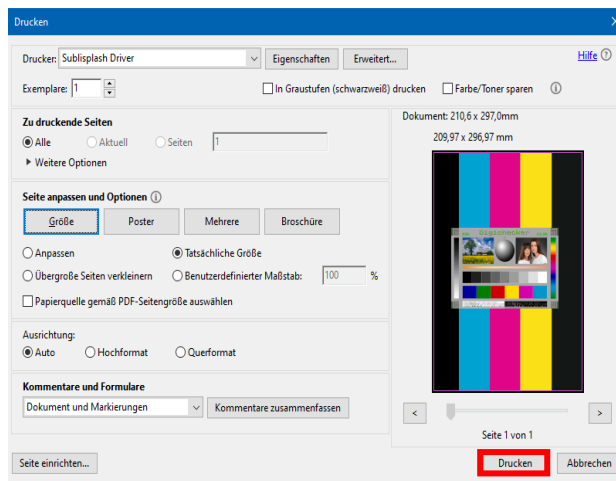 Drucken
Drucker: Sublisplash Driver Eigenschaften Erweitert... Hilfe
Exemplare: 1 In Graustufen (schwarzweiß) drucken Farbe/Toner sparen
Zu druckende Seiten
Alle Aktuell Seiten 1
Weitere Optionen
Seite anpassen und Optionen
Größe Poster Mehrere Broschüre
Anpassen Tatsächliche Größe
Übergroße Seiten verkleinern Benutzerdefinierter Maßstab: 100 %
Papierquelle gemäß PDF-Seitengröße auswählen
Ausrichtung:
Auto Hochformat Querformat
Kommentare und Formulare
Dokument und Markierungen Kommentare zusammenfassen
Dokument: 210,6 x 297,0mm
209,97 x 296,97 mm
< >
Seite 1 von 1
Seite einrichten... Drucken Abbrechen